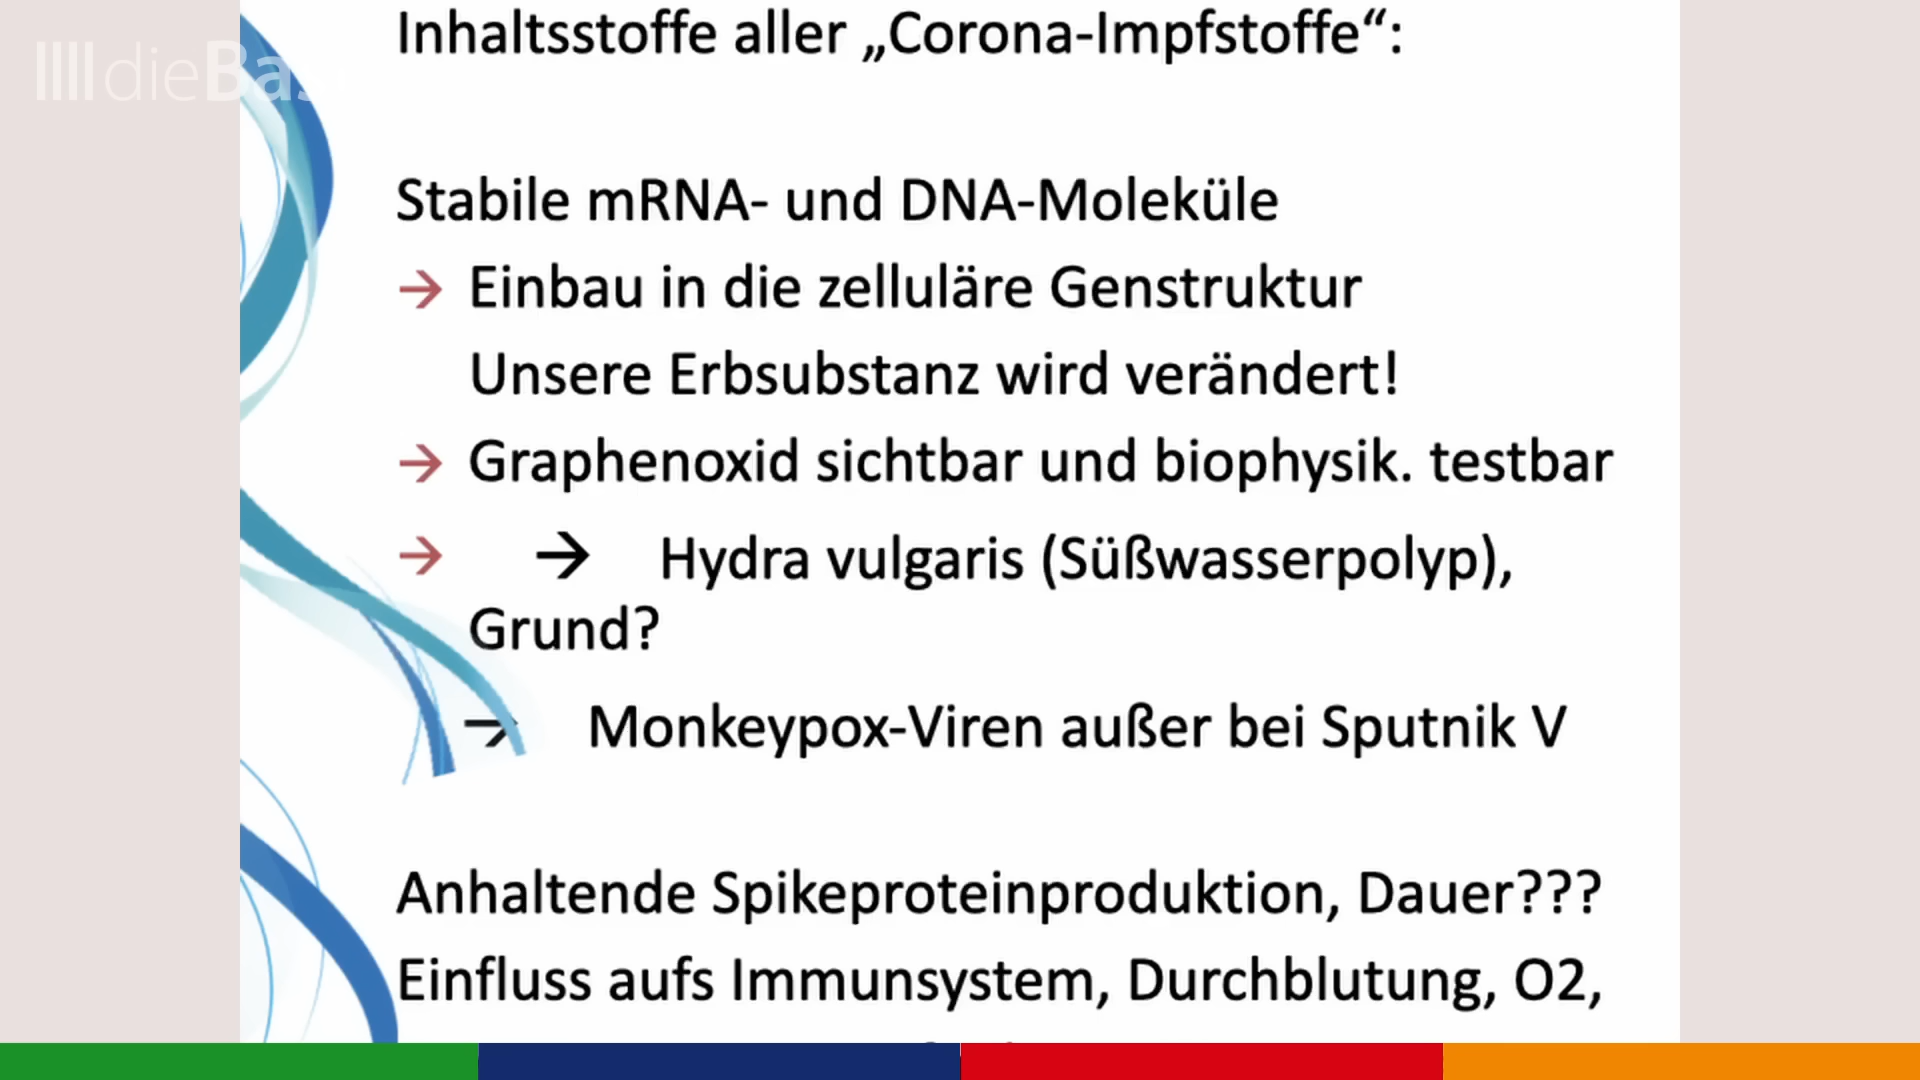 dieBas
Inhaltsstoffe aller „Corona-Impfstoffe“:
Stabile mRNA- und DNA-Moleküle
→ Einbau in die zelluläre Genstruktur
Unsere Erbsubstanz wird verändert!
→ Graphenoxid sichtbar und biophysik. testbar
→ → Hydra vulgaris (Süßwasserpolyp),
Grund?
→ Monkeypox-Viren außer bei Sputnik V
Anhaltende Spikeproteinproduktion, Dauer???
Einfluss aufs Immunsystem, Durchblutung, O2,